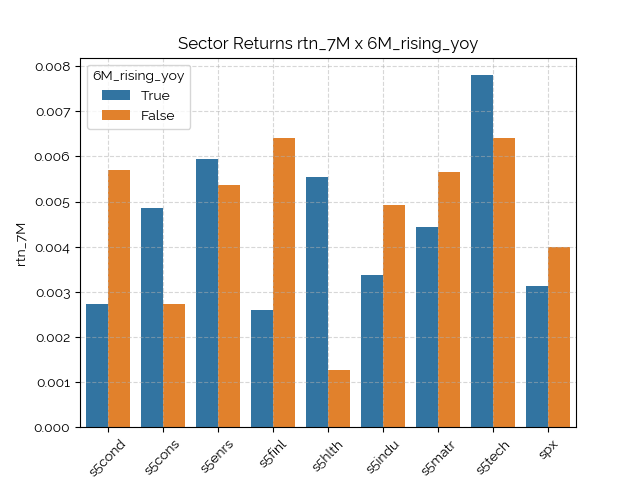 Sector Returns rtn_7M x 6M_rising_yoy
0.008
0.007
0.006
0.005
0.004
0.003
0.002
0.001
0.000
rtn_7M
6M_rising_yoy
True
False
s5cond
s5cons
s5enrs
s5finl
s5hlth
s5indu
s5matr
s5tech
spx